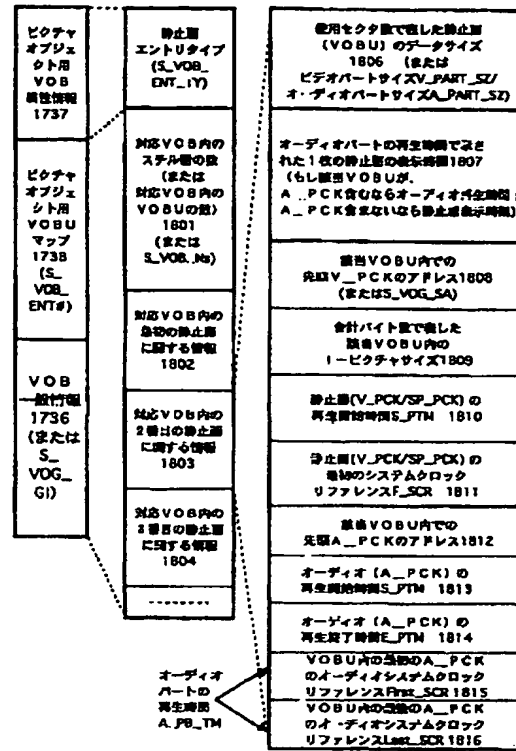 ピクチャ
オブジェ
クト用
VOB
属性情報
1737
ピクチャ
オブジェ
クト用
VOBU
マップ
1738
(S_
VOB_
ENT#)
VOB
一般情報
1736
(または
S_
VOG_
GI)
静止画
エントリタイプ
(S_VOB_
ENT_TY)
対応VOB内の
ステル画の数
(または
対応VOB内の
VOBUの数)
1801
(または
S_VOB_Ns)
対応VOB内の
最初の静止画
に関する情報
1802
対応VOB内の
2番目の静止画
に関する情報
1803
対応VOB内の
3番目の静止画
に関する情報
1804
使用セクタ数で表した静止画
(VOBU)のデータサイズ
1806 (または
ビデオパートサイズV_PART_SZ/
オーディオパートサイズA_PART_SZ)
オーディオパートの再生時間で表さ
れた1枚の静止画の表示時間1807
(もし該当VOBUが、
A_PCK含むならオーディオ再生時間
A_PCK含まないなら静止画表示時間)
該当VOBU内での
先頭V_PCKのアドレス1808
(またはS_VOG_SA)
合計バイト数で表した
該当VOBU内の
I-ピクチャサイズ1809
静止画(V_PCK/SP_PCK)の
再生開始時間S_PTM 1810
静止画(V_PCK/SP_PCK)の
最初のシステムクロック
リファレンスF_SCR 1811
該当VOBU内での
先頭A_PCKのアドレス1812
オーディオ(A_PCK)の
再生開始時間S_PTM 1813
オーディオ(A_PCK)の
再生終了時間E_PTM 1814
VOBU内の最初のA_PCK
のオーディオシステムクロック
リファレンスFirst_SCR 1815
VOBU内の最後のA_PCK
のオーディオシステムクロック
リファレンスLast_SCR 1816
オーディオ
パートの
再生時間
A_PB_TM